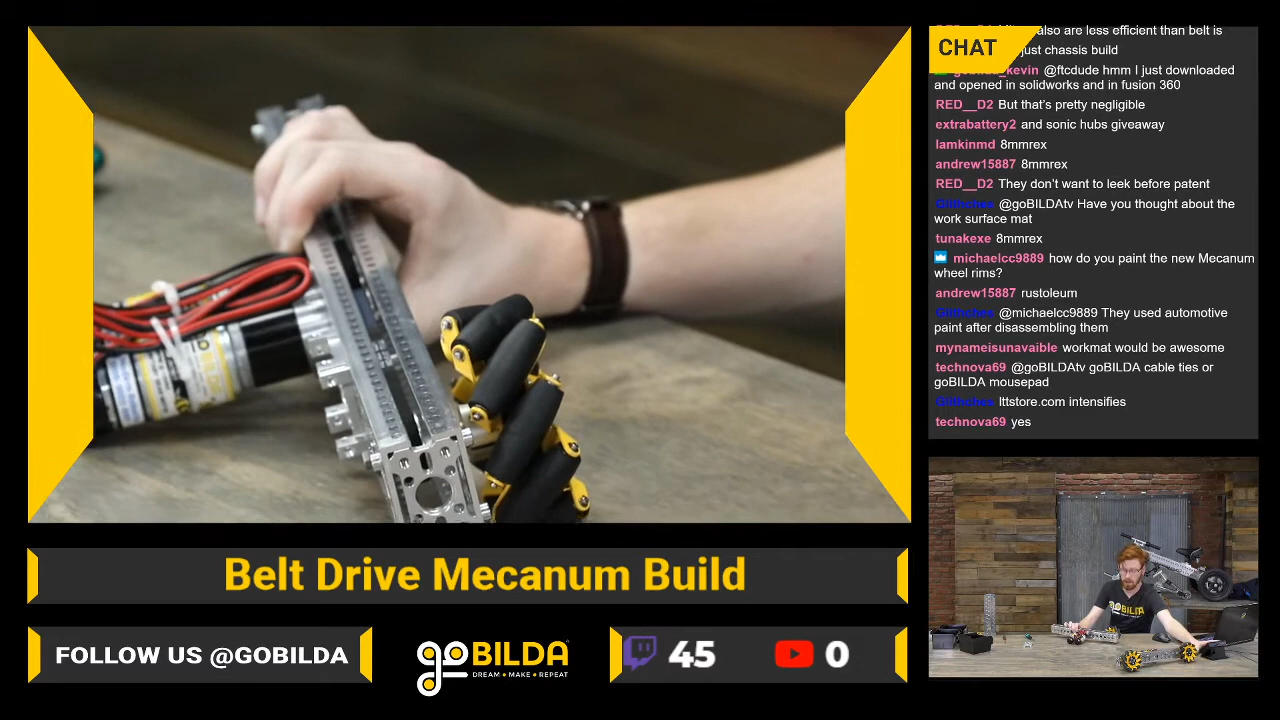 CHAT
also are less efficient than belt is
just chassis build
gobilda_kevin @ftcdude hmm I just downloaded
and opened in solidworks and in fusion 360
RED__D2 But that's pretty negligible
extrabattery2 and sonic hubs giveaway
lamkinmd 8mmrex
andrew15887 8mmrex
RED__D2 They don't want to leek before patent
@goBILDAtv Have you thought about the
work surface mat
tunakexe 8mmrex
michaelcc9889 how do you paint the new Mecanum
wheel rims?
andrew15887 rustoleum
@michaelcc9889 They used automotive
paint after disassembling them
mynameisunavaible workmat would be awesome
technova69 @goBILDAtv goBILDA cable ties or
goBILDA mousepad
lttstore.com intensifies
technova69 yes
Belt Drive Mecanum Build
FOLLOW US @GOBILDA
goBILDA
DREAM • MAKE • REPEAT
45
0
goBILDA